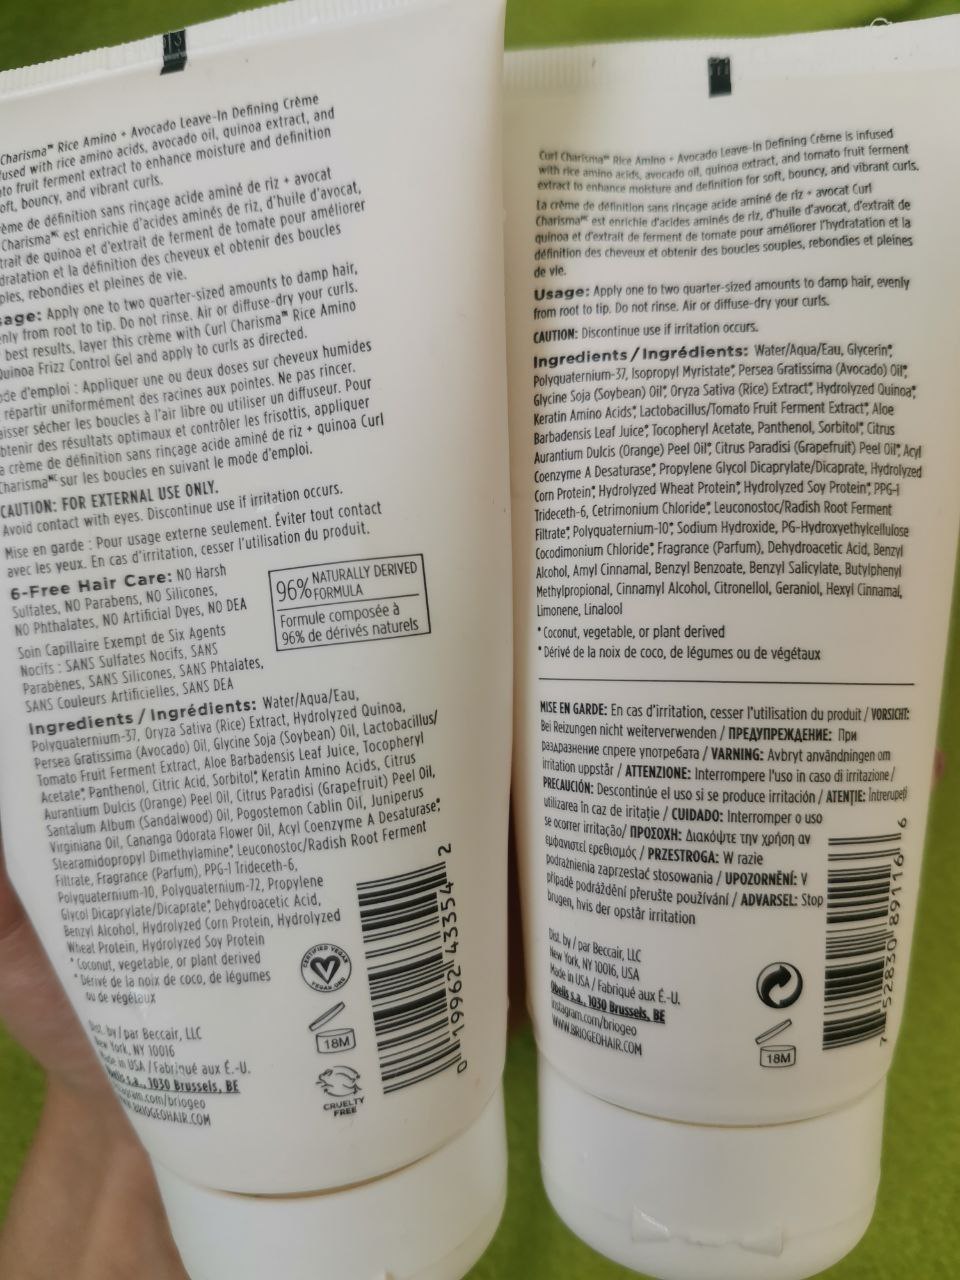 Charisma™ Rice Amino + Avocado Leave-In Defining Crème
fused with rice amino acids, avocado oil, quinoa extract, and
to fruit ferment extract to enhance moisture and definition
oft, bouncy, and vibrant curls.
ème de définition sans rinçage acide aminé de riz + avocat
Charismaᴹᶜ est enrichie d'acides aminés de riz, d'huile d'avocat,
trait de quinoa et d'extrait de ferment de tomate pour améliorer
dratation et la définition des cheveux et obtenir des boucles
ples, rebondies et pleines de vie.
sage: Apply one to two quarter-sized amounts to damp hair,
nly from root to tip. Do not rinse. Air or diffuse-dry your curls.
best results, layer this crème with Curl Charisma™ Rice Amino
Quinoa Frizz Control Gel and apply to curls as directed.
ode d'emploi : Appliquer une ou deux doses sur cheveux humides
répartir uniformément des racines aux pointes. Ne pas rincer.
aisser sécher les boucles à l'air libre ou utiliser un diffuseur. Pour
btenir des résultats optimaux et contrôler les frisottis, appliquer
a crème de définition sans rinçage acide aminé de riz + quinoa Curl
Charismaᴹᶜ sur les boucles en suivant le mode d'emploi.
CAUTION: FOR EXTERNAL USE ONLY.
Avoid contact with eyes. Discontinue use if irritation occurs.
Mise en garde : Pour usage externe seulement. Éviter tout contact
avec les yeux. En cas d'irritation, cesser l'utilisation du produit.
6-Free Hair Care: NO Harsh
Sulfates, NO Parabens, NO Silicones,
NO Phthalates, NO Artificial Dyes, NO DEA
Soin Capillaire Exempt de Six Agents
Nocifs : SANS Sulfates Nocifs, SANS
Parabènes, SANS Silicones, SANS Phtalates,
SANS Couleurs Artificielles, SANS DEA
96% NATURALLY DERIVED
FORMULA
Formule composée à
96% de dérivés naturels
Ingredients / Ingrédients: Water/Aqua/Eau,
Polyquaternium-37, Oryza Sativa (Rice) Extract, Hydrolyzed Quinoa,
Persea Gratissima (Avocado) Oil, Glycine Soja (Soybean) Oil, Lactobacillus/
Tomato Fruit Ferment Extract, Aloe Barbadensis Leaf Juice, Tocopheryl
Acetate*, Panthenol, Citric Acid, Sorbitol*, Keratin Amino Acids, Citrus
Aurantium Dulcis (Orange) Peel Oil, Citrus Paradisi (Grapefruit) Peel Oil,
Santalum Album (Sandalwood) Oil, Pogostemon Cablin Oil, Juniperus
Virginiana Oil, Cananga Odorata Flower Oil, Acyl Coenzyme A Desaturase*,
Stearamidopropyl Dimethylamine*, Leuconostoc/Radish Root Ferment
Filtrate, Fragrance (Parfum), PPG-1 Trideceth-6,
Polyquaternium-10, Polyquaternium-72, Propylene
Glycol Dicaprylate/Dicaprate*, Dehydroacetic Acid,
Benzyl Alcohol, Hydrolyzed Corn Protein, Hydrolyzed
Wheat Protein, Hydrolyzed Soy Protein
* Coconut, vegetable, or plant derived
* Dérivé de la noix de coco, de légumes
ou de végétaux
CERTIFIED VEGAN
VEGAN.ORG
18M
CRUELTY
FREE
Dist. by / par Beccair, LLC
New York, NY 10016
Made in USA / Fabriqué aux É.-U.
Obelis s.a., 1030 Brussels, BE
instagram.com/briogeo
WWW.BRIOGEOHAIR.COM
0 19962 43354 2
Curl Charisma™ Rice Amino + Avocado Leave-In Defining Crème is infused
with rice amino acids, avocado oil, quinoa extract, and tomato fruit ferment
extract to enhance moisture and definition for soft, bouncy, and vibrant curls.
La crème de définition sans rinçage acide aminé de riz + avocat Curl
Charismaᴹᶜ est enrichie d'acides aminés de riz, d'huile d'avocat, d'extrait de
quinoa et d'extrait de ferment de tomate pour améliorer l'hydratation et la
définition des cheveux et obtenir des boucles souples, rebondies et pleines
de vie.
Usage: Apply one to two quarter-sized amounts to damp hair, evenly
from root to tip. Do not rinse. Air or diffuse-dry your curls.
CAUTION: Discontinue use if irritation occurs.
Ingredients / Ingrédients: Water/Aqua/Eau, Glycerin*,
Polyquaternium-37, Isopropyl Myristate*, Persea Gratissima (Avocado) Oil*,
Glycine Soja (Soybean) Oil*, Oryza Sativa (Rice) Extract*, Hydrolyzed Quinoa*,
Keratin Amino Acids*, Lactobacillus/Tomato Fruit Ferment Extract*, Aloe
Barbadensis Leaf Juice*, Tocopheryl Acetate, Panthenol, Sorbitol*, Citrus
Aurantium Dulcis (Orange) Peel Oil*, Citrus Paradisi (Grapefruit) Peel Oil*, Acyl
Coenzyme A Desaturase*, Propylene Glycol Dicaprylate/Dicaprate, Hydrolyzed
Corn Protein*, Hydrolyzed Wheat Protein*, Hydrolyzed Soy Protein*, PPG-1
Trideceth-6, Cetrimonium Chloride*, Leuconostoc/Radish Root Ferment
Filtrate*, Polyquaternium-10*, Sodium Hydroxide, PG-Hydroxyethylcellulose
Cocodimonium Chloride*, Fragrance (Parfum), Dehydroacetic Acid, Benzyl
Alcohol, Amyl Cinnamal, Benzyl Benzoate, Benzyl Salicylate, Butylphenyl
Methylpropional, Cinnamyl Alcohol, Citronellol, Geraniol, Hexyl Cinnamal,
Limonene, Linalool
* Coconut, vegetable, or plant derived
* Dérivé de la noix de coco, de légumes ou de végétaux
MISE EN GARDE: En cas d'irritation, cesser l'utilisation du produit / VORSICHT:
Bei Reizungen nicht weiterverwenden / ПРЕДУПРЕЖДЕНИЕ: При
раздразнение спрете употребата / VARNING: Avbryt användningen om
irritation uppstår / ATTENZIONE: Interrompere l'uso in caso di irritazione /
PRECAUCIÓN: Descontinúe el uso si se produce irritación / ATENȚIE: Întrerupeți
utilizarea în caz de iritație / CUIDADO: Interromper o uso
se ocorrer irritação/ ΠΡΟΣΟΧΗ: Διακόψτε την χρήση αν
εμφανιστεί ερεθισμός / PRZESTROGA: W razie
podrażnienia zaprzestać stosowania / UPOZORNĚNÍ: V
případě podráždění přerušte používání / ADVARSEL: Stop
brugen, hvis der opstår irritation
Dist. by / par Beccair, LLC
New York, NY 10016, USA
Made in USA / Fabriqué aux É.-U.
Obelis s.a., 1030 Brussels, BE
instagram.com/briogeo
WWW.BRIOGEOHAIR.COM
18M
7 52830 89116 6